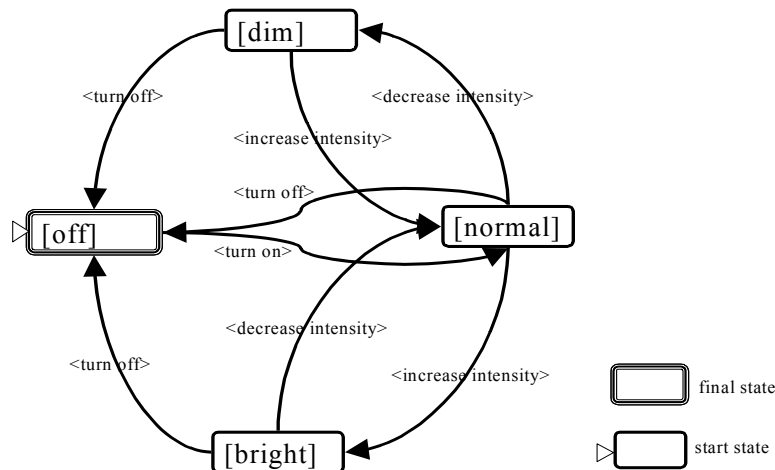 [dim]
<turn off>
<decrease intensity>
<increase intensity>
<turn off>
[off]
[normal]
<turn on>
<decrease intensity>
<turn off>
<increase intensity>
final state
[bright]
start state